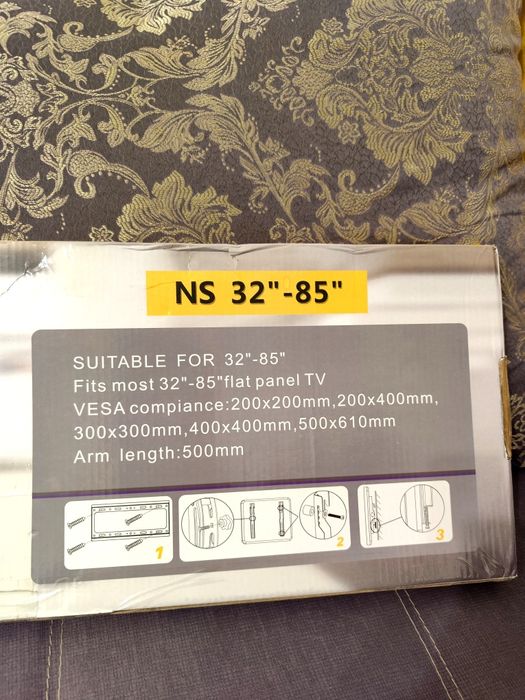 NS 32"-85"
SUITABLE FOR 32"-85"
Fits most 32"-85"flat panel TV
VESA compiance:200x200mm,200x400mm,
300x300mm,400x400mm,500x610mm
Arm length:500mm
1
2
3